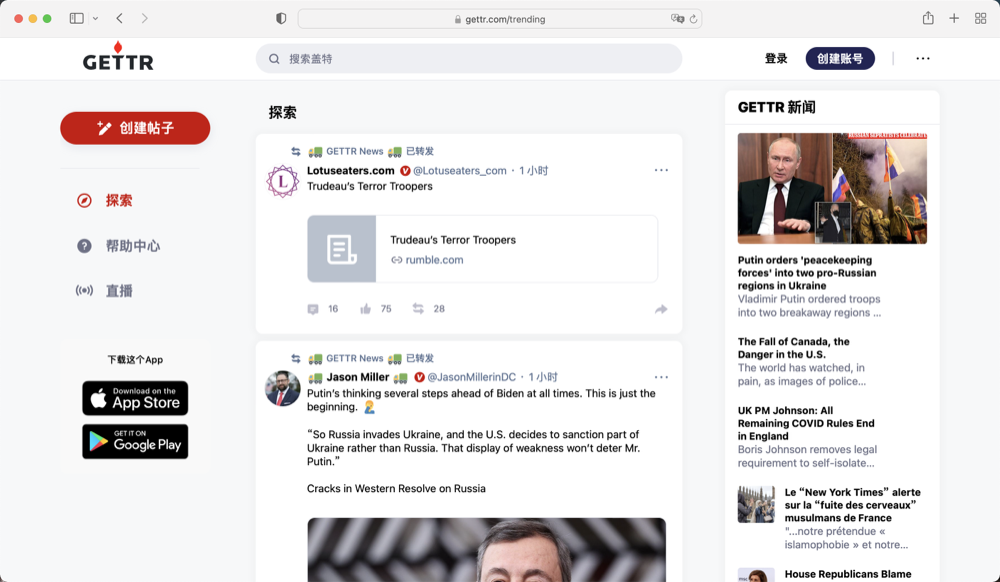 gettr.com/trending
GETTR
搜索盖特
登录
创建账号
创建帖子
探索
帮助中心
直播
下载这个App
Download on the
App Store
GET IT ON
Google Play
探索
GETTR News 已转发
Lotuseaters.com @Lotuseaters_com · 1 小时
L
Trudeau's Terror Troopers
Trudeau's Terror Troopers
rumble.com
16 75 28
GETTR News 已转发
Jason Miller @JasonMillerinDC · 1 小时
Putin's thinking several steps ahead of Biden at all times. This is just the
beginning.
“So Russia invades Ukraine, and the U.S. decides to sanction part of
Ukraine rather than Russia. That display of weakness won't deter Mr.
Putin.”
Cracks in Western Resolve on Russia
GETTR 新闻
RUSSIAN SEPARATISTS CELEBRATE
Putin orders 'peacekeeping
forces' into two pro-Russian
regions in Ukraine
Vladimir Putin ordered troops
into two breakaway regions ...
The Fall of Canada, the
Danger in the U.S.
The world has watched, in
pain, as images of police...
UK PM Johnson: All
Remaining COVID Rules End
in England
Boris Johnson removes legal
requirement to self-isolate...
Le “New York Times” alerte
sur la “fuite des cerveaux”
musulmans de France
"...notre prétendue «
islamophobie » et notre...
House Republicans Blame